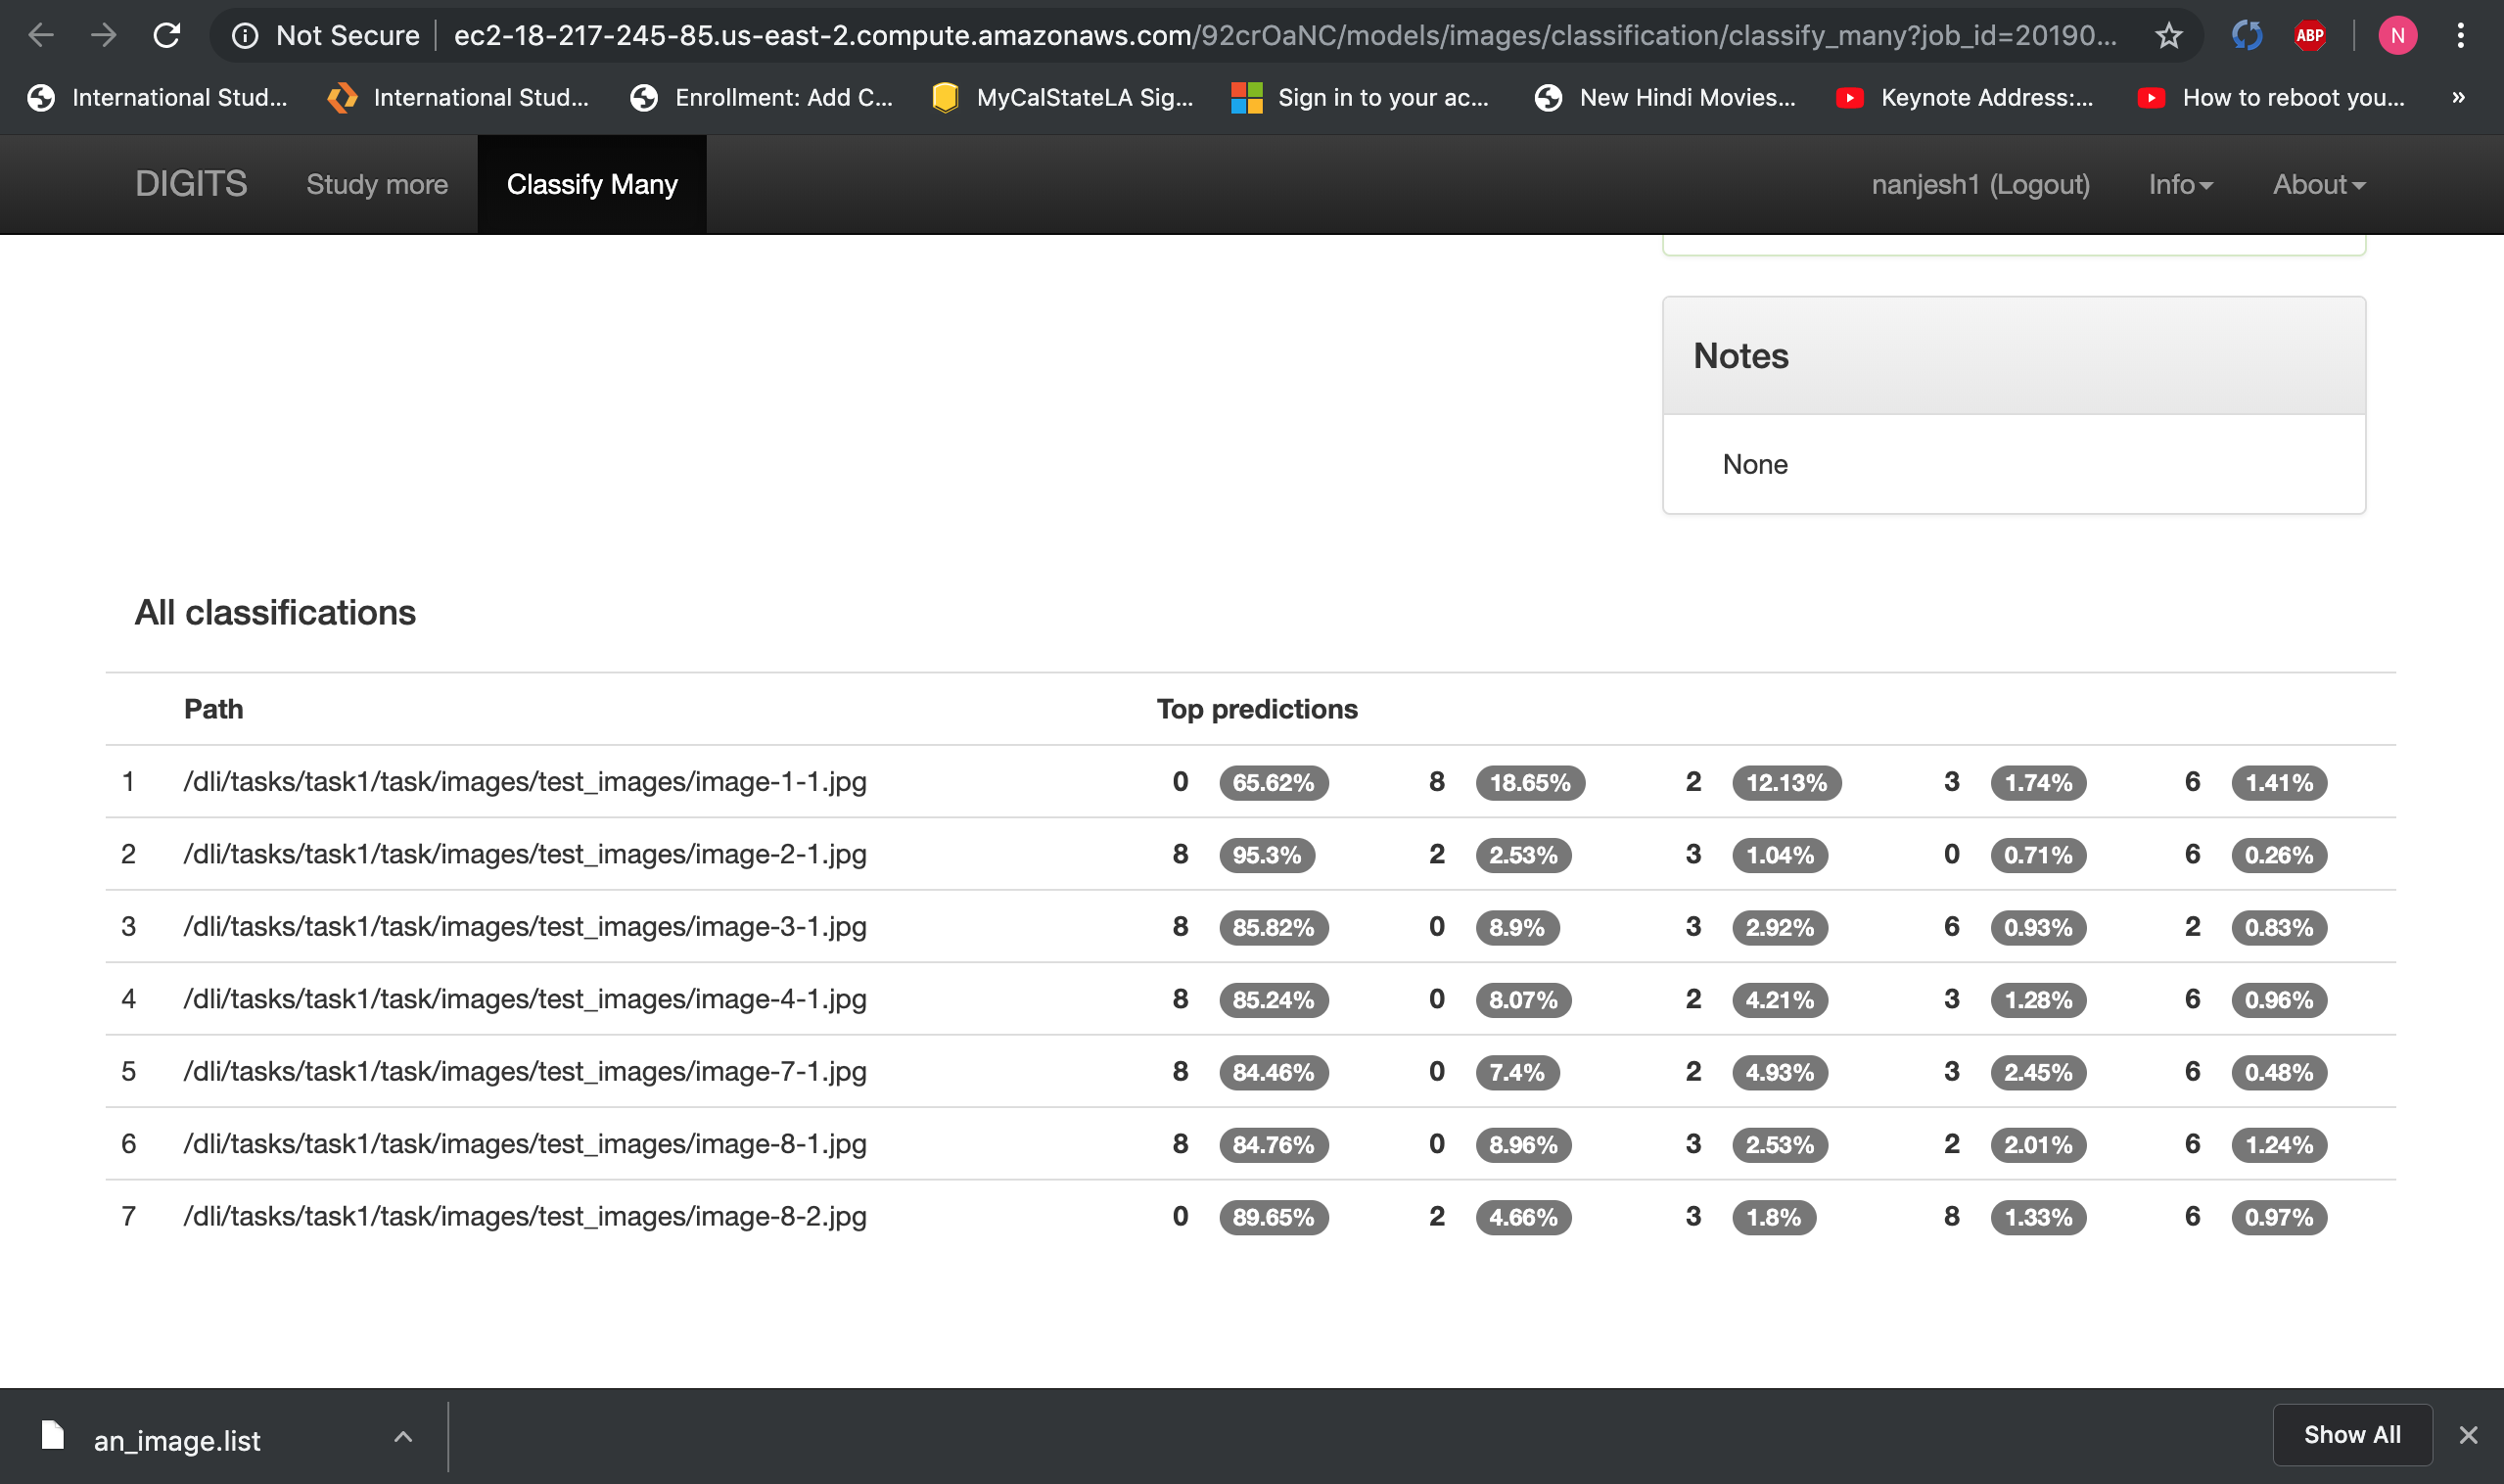 Not Secure ec2-18-217-245-85.us-east-2.compute.amazonaws.com/92crOaNC/models/images/classification/classify_many?job_id=20190... ABP N
International Stud... International Stud... Enrollment: Add C... MyCalStateLA Sig... Sign in to your ac... New Hindi Movies... Keynote Address:... How to reboot you... »
DIGITS Study more Classify Many nanjesh1 (Logout) Info About
Notes
None
All classifications
Path Top predictions
1 /dli/tasks/task1/task/images/test_images/image-1-1.jpg 0 65.62% 8 18.65% 2 12.13% 3 1.74% 6 1.41%
2 /dli/tasks/task1/task/images/test_images/image-2-1.jpg 8 95.3% 2 2.53% 3 1.04% 0 0.71% 6 0.26%
3 /dli/tasks/task1/task/images/test_images/image-3-1.jpg 8 85.82% 0 8.9% 3 2.92% 6 0.93% 2 0.83%
4 /dli/tasks/task1/task/images/test_images/image-4-1.jpg 8 85.24% 0 8.07% 2 4.21% 3 1.28% 6 0.96%
5 /dli/tasks/task1/task/images/test_images/image-7-1.jpg 8 84.46% 0 7.4% 2 4.93% 3 2.45% 6 0.48%
6 /dli/tasks/task1/task/images/test_images/image-8-1.jpg 8 84.76% 0 8.96% 3 2.53% 2 2.01% 6 1.24%
7 /dli/tasks/task1/task/images/test_images/image-8-2.jpg 0 89.65% 2 4.66% 3 1.8% 8 1.33% 6 0.97%
an_image.list Show All